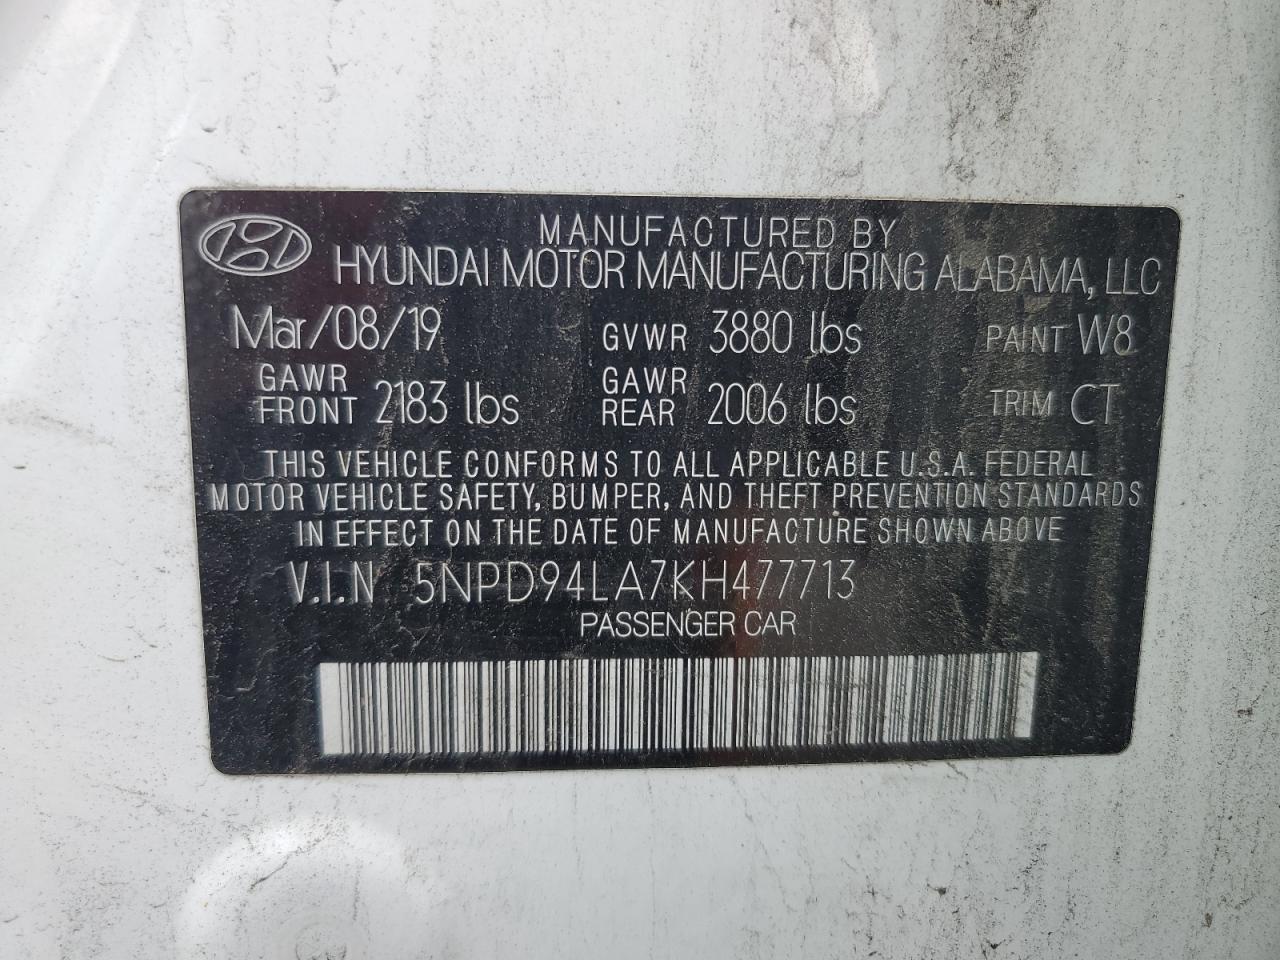 MANUFACTURED BY
HYUNDAI MOTOR MANUFACTURING ALABAMA, LLC
Mar/08/19 GVWR 3880 lbs PAINT W8
GAWR FRONT 2183 lbs GAWR REAR 2006 lbs TRIM CT
THIS VEHICLE CONFORMS TO ALL APPLICABLE U.S.A. FEDERAL
MOTOR VEHICLE SAFETY, BUMPER, AND THEFT PREVENTION STANDARDS
IN EFFECT ON THE DATE OF MANUFACTURE SHOWN ABOVE
V.I.N 5NPD94LA7KH477713
PASSENGER CAR